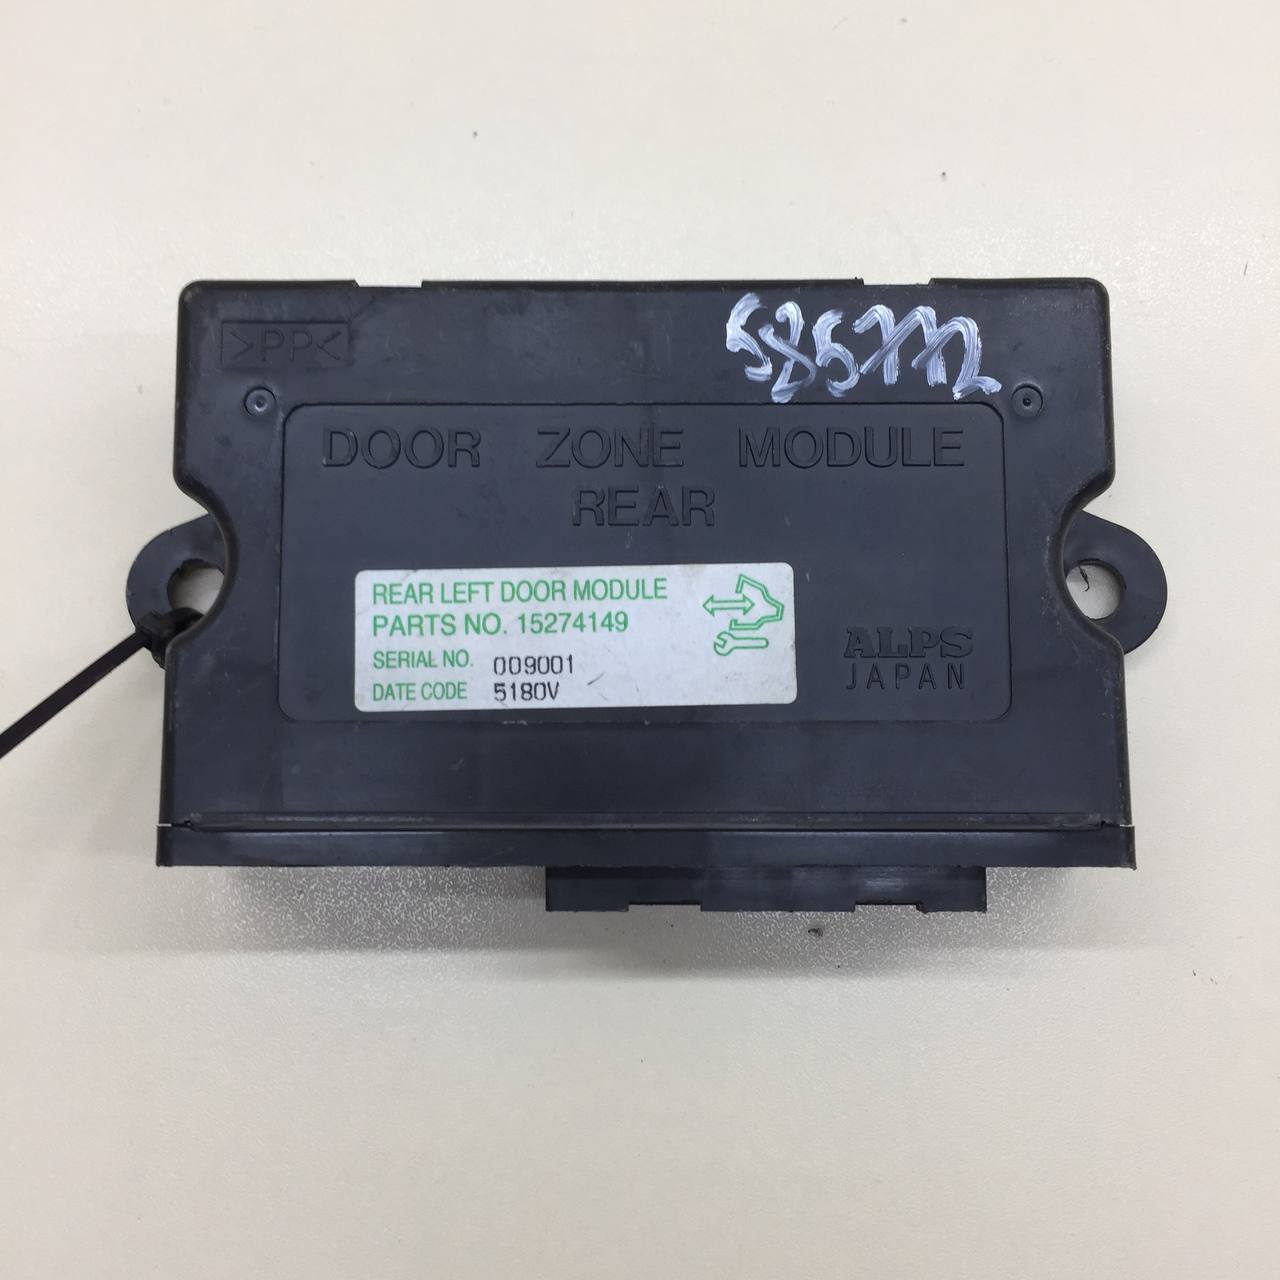 >PP<
DOOR ZONE MODULE
REAR
REAR LEFT DOOR MODULE
PARTS NO. 15274149
SERIAL NO. 009001
DATE CODE 5180V
ALPS
JAPAN